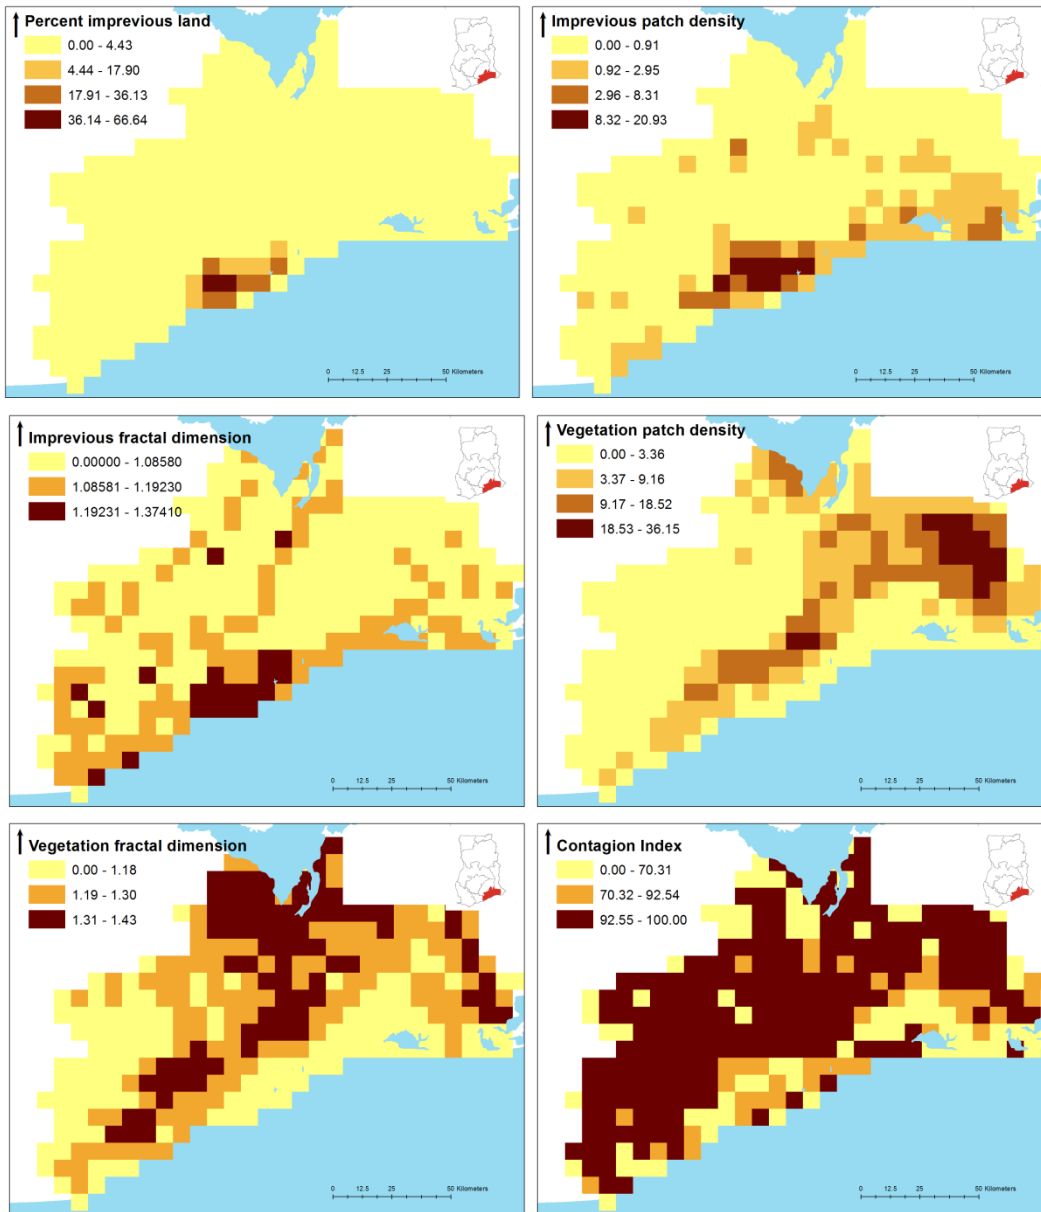 Percent imprevious land
0.00 - 4.43
4.44 - 17.90
17.91 - 36.13
36.14 - 66.64
0 12.5 25 50 Kilometers
Imprevious patch density
0.00 - 0.91
0.92 - 2.95
2.96 - 8.31
8.32 - 20.93
0 12.5 25 50 Kilometers
Imprevious fractal dimension
0.00000 - 1.08580
1.08581 - 1.19230
1.19231 - 1.37410
0 12.5 25 50 Kilometers
Vegetation patch density
0.00 - 3.36
3.37 - 9.16
9.17 - 18.52
18.53 - 36.15
0 12.5 25 50 Kilometers
Vegetation fractal dimension
0.00 - 1.18
1.19 - 1.30
1.31 - 1.43
0 12.5 25 50 Kilometers
Contagion Index
0.00 - 70.31
70.32 - 92.54
92.55 - 100.00
0 12.5 25 50 Kilometers